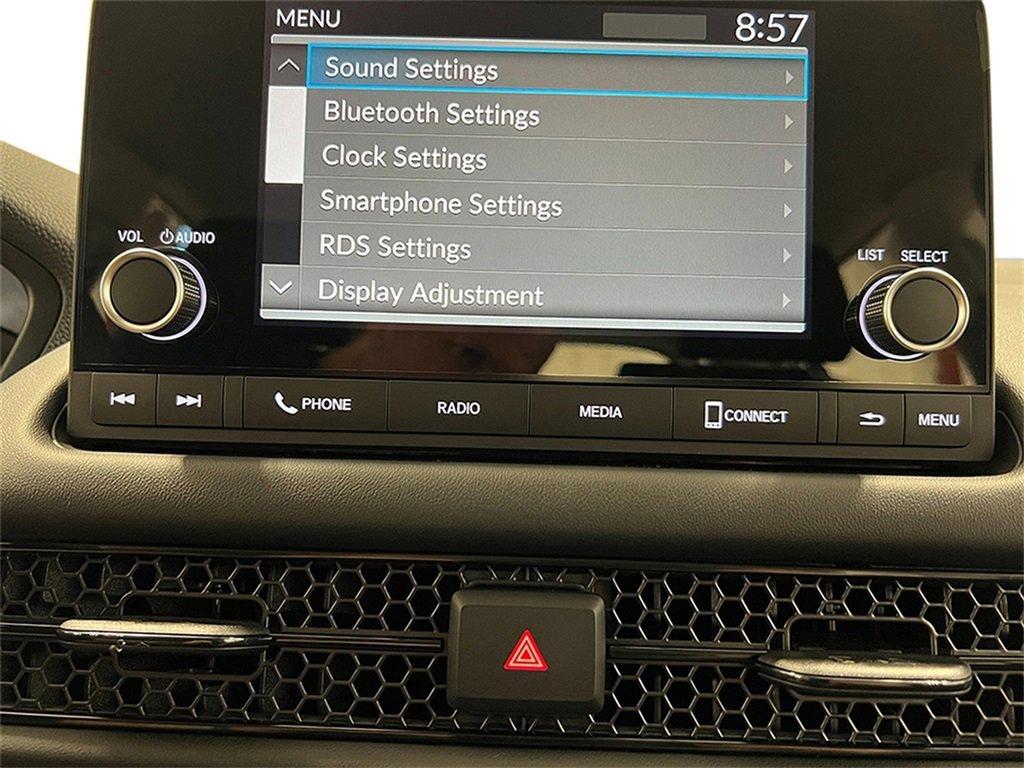 MENU 8:57
Sound Settings
Bluetooth Settings
Clock Settings
Smartphone Settings
RDS Settings
Display Adjustment
VOL AUDIO
LIST SELECT
PHONE RADIO MEDIA CONNECT MENU